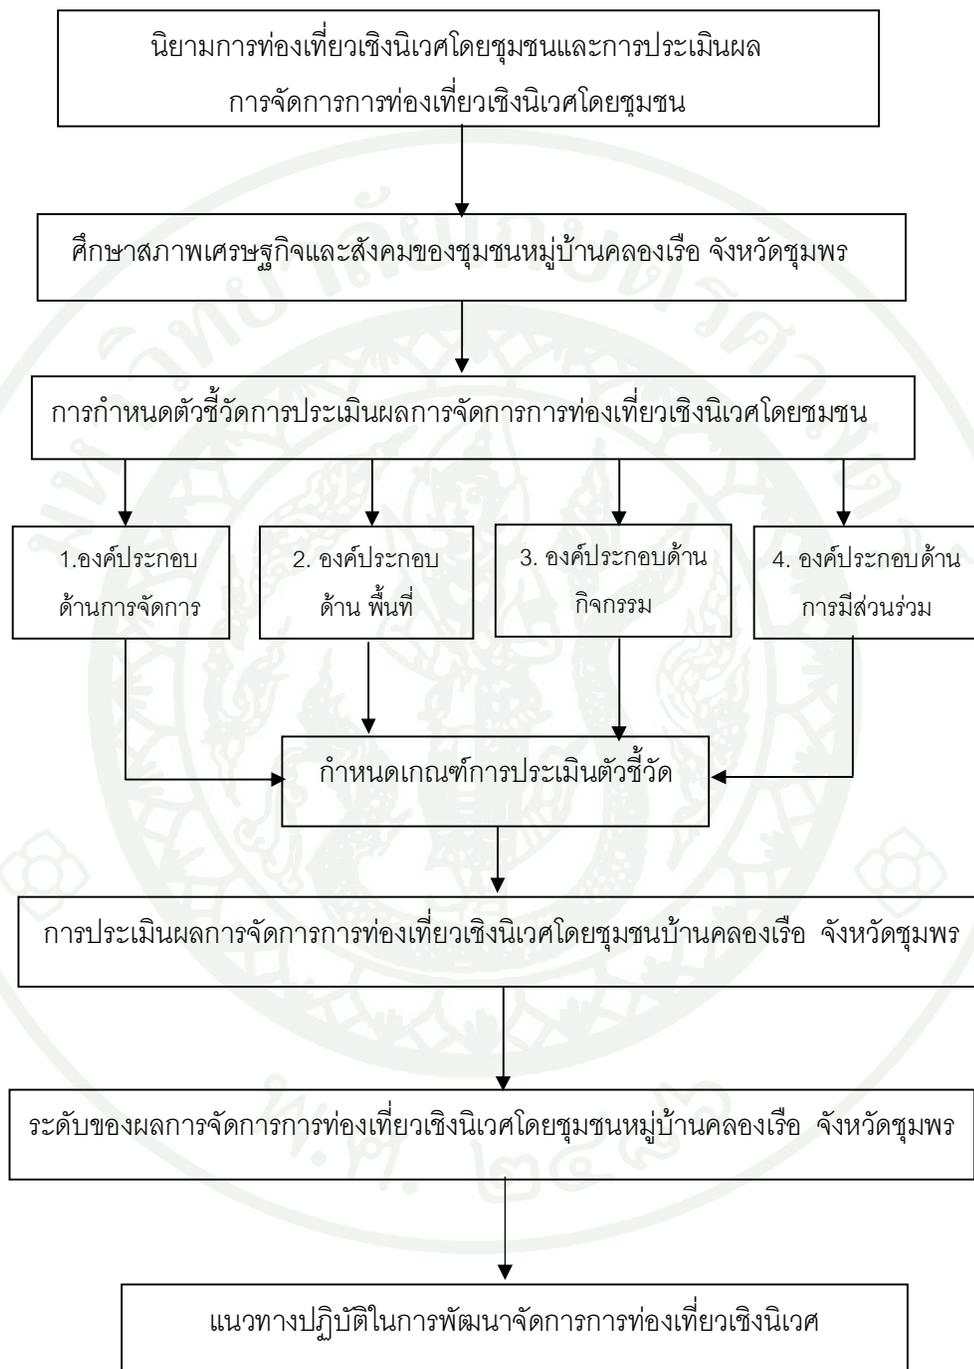 นิยามการท่องเที่ยวเชิงนิเวศโดยชุมชนและการประเมินผล
การจัดการการท่องเที่ยวเชิงนิเวศโดยชุมชน
ศึกษาสภาพเศรษฐกิจและสังคมของชุมชนหมู่บ้านคลองเรือ จังหวัดชุมพร
การกำหนดตัวชี้วัดการประเมินผลการจัดการการท่องเที่ยวเชิงนิเวศโดยชมชน
1.องค์ประกอบ
ด้านการจัดการ
2. องค์ประกอบ
ด้าน พื้นที่
3. องค์ประกอบด้าน
กิจกรรม
4. องค์ประกอบด้าน
การมีส่วนร่วม
กำหนดเกณฑ์การประเมินตัวชี้วัด
การประเมินผลการจัดการการท่องเที่ยวเชิงนิเวศโดยชุมชนบ้านคลองเรือ จังหวัดชุมพร
ระดับของผลการจัดการการท่องเที่ยวเชิงนิเวศโดยชุมชนหมู่บ้านคลองเรือ จังหวัดชุมพร
แนวทางปฏิบัติในการพัฒนาจัดการการท่องเที่ยวเชิงนิเวศ
พ.ศ. ๒๔๘๖